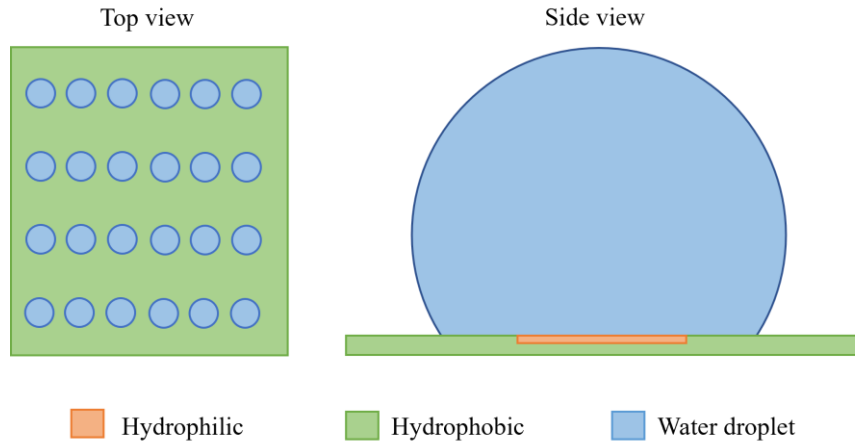 Top view
Side view
Hydrophilic
Hydrophobic
Water droplet